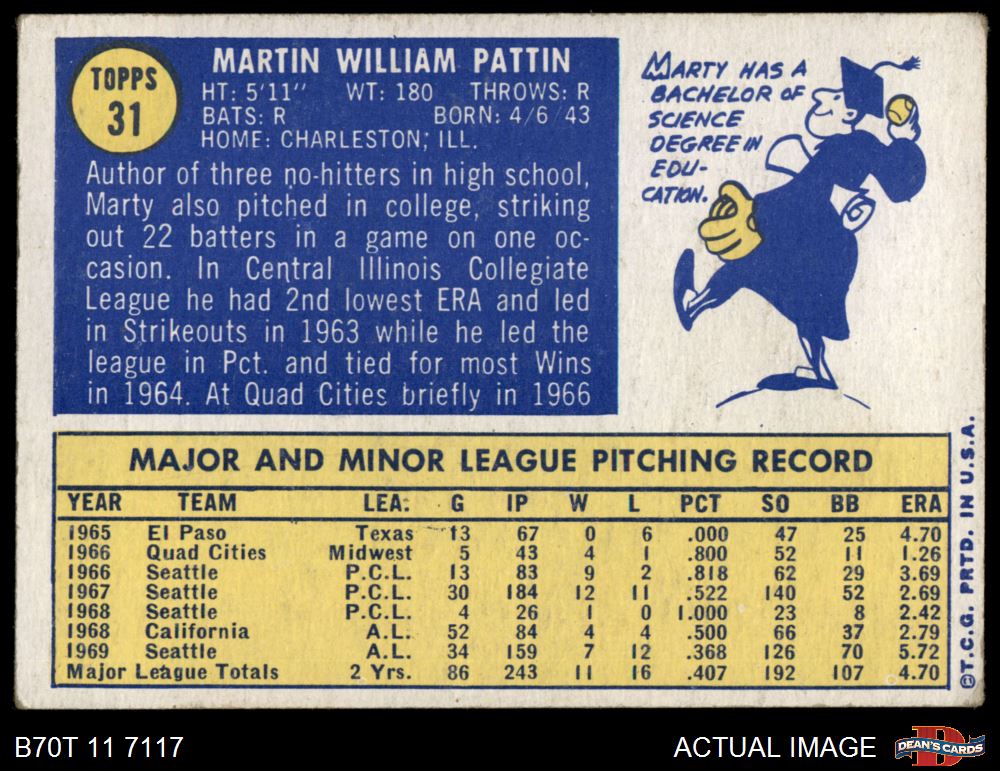 TOPPS
31
MARTIN WILLIAM PATTIN
HT: 5'11" WT: 180 THROWS: R
BATS: R BORN: 4/6/43
HOME: CHARLESTON, ILL.
Author of three no-hitters in high school,
Marty also pitched in college, striking
out 22 batters in a game on one oc-
casion. In Central Illinois Collegiate
League he had 2nd lowest ERA and led
in Strikeouts in 1963 while he led the
league in Pct. and tied for most Wins
in 1964. At Quad Cities briefly in 1966
MARTY HAS A
BACHELOR OF
SCIENCE
DEGREE IN
EDU-
CATION.
MAJOR AND MINOR LEAGUE PITCHING RECORD
YEAR TEAM LEA: G IP W L PCT SO BB ERA
1965 El Paso Texas 13 67 0 6 .000 47 25 4.70
1966 Quad Cities Midwest 5 43 4 1 .800 52 11 1.26
1966 Seattle P.C.L. 13 83 9 2 .818 62 29 3.69
1967 Seattle P.C.L. 30 184 12 11 .522 140 52 2.69
1968 Seattle P.C.L. 4 26 1 0 1.000 23 8 2.42
1968 California A.L. 52 84 4 4 .500 66 37 2.79
1969 Seattle A.L. 34 159 7 12 .368 126 70 5.72
Major League Totals 2 Yrs. 86 243 11 16 .407 192 107 4.70
©T.C.G. PRTD. IN U.S.A.
B70T 11 7117
ACTUAL IMAGE
DEAN'S CARDS